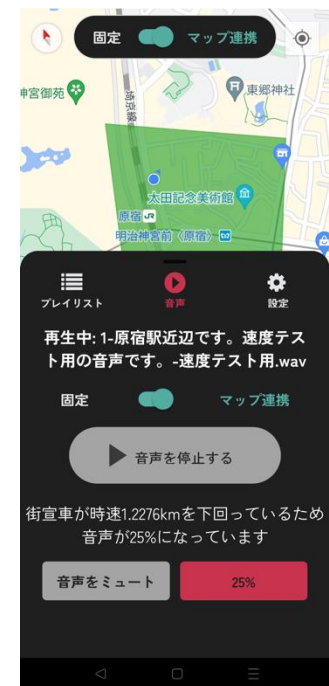 固定 マップ連携
神宮御苑
埼京線
東郷神社
太田記念美術館
原宿 JR
明治神宮前〈原宿〉
プレイリスト 音声 設定
再生中: 1-原宿駅近辺です。速度テス
ト用の音声です。-速度テスト用.wav
固定 マップ連携
音声を停止する
街宣車が時速1.2276kmを下回っているため
音声が25%になっています
音声をミュート 25%